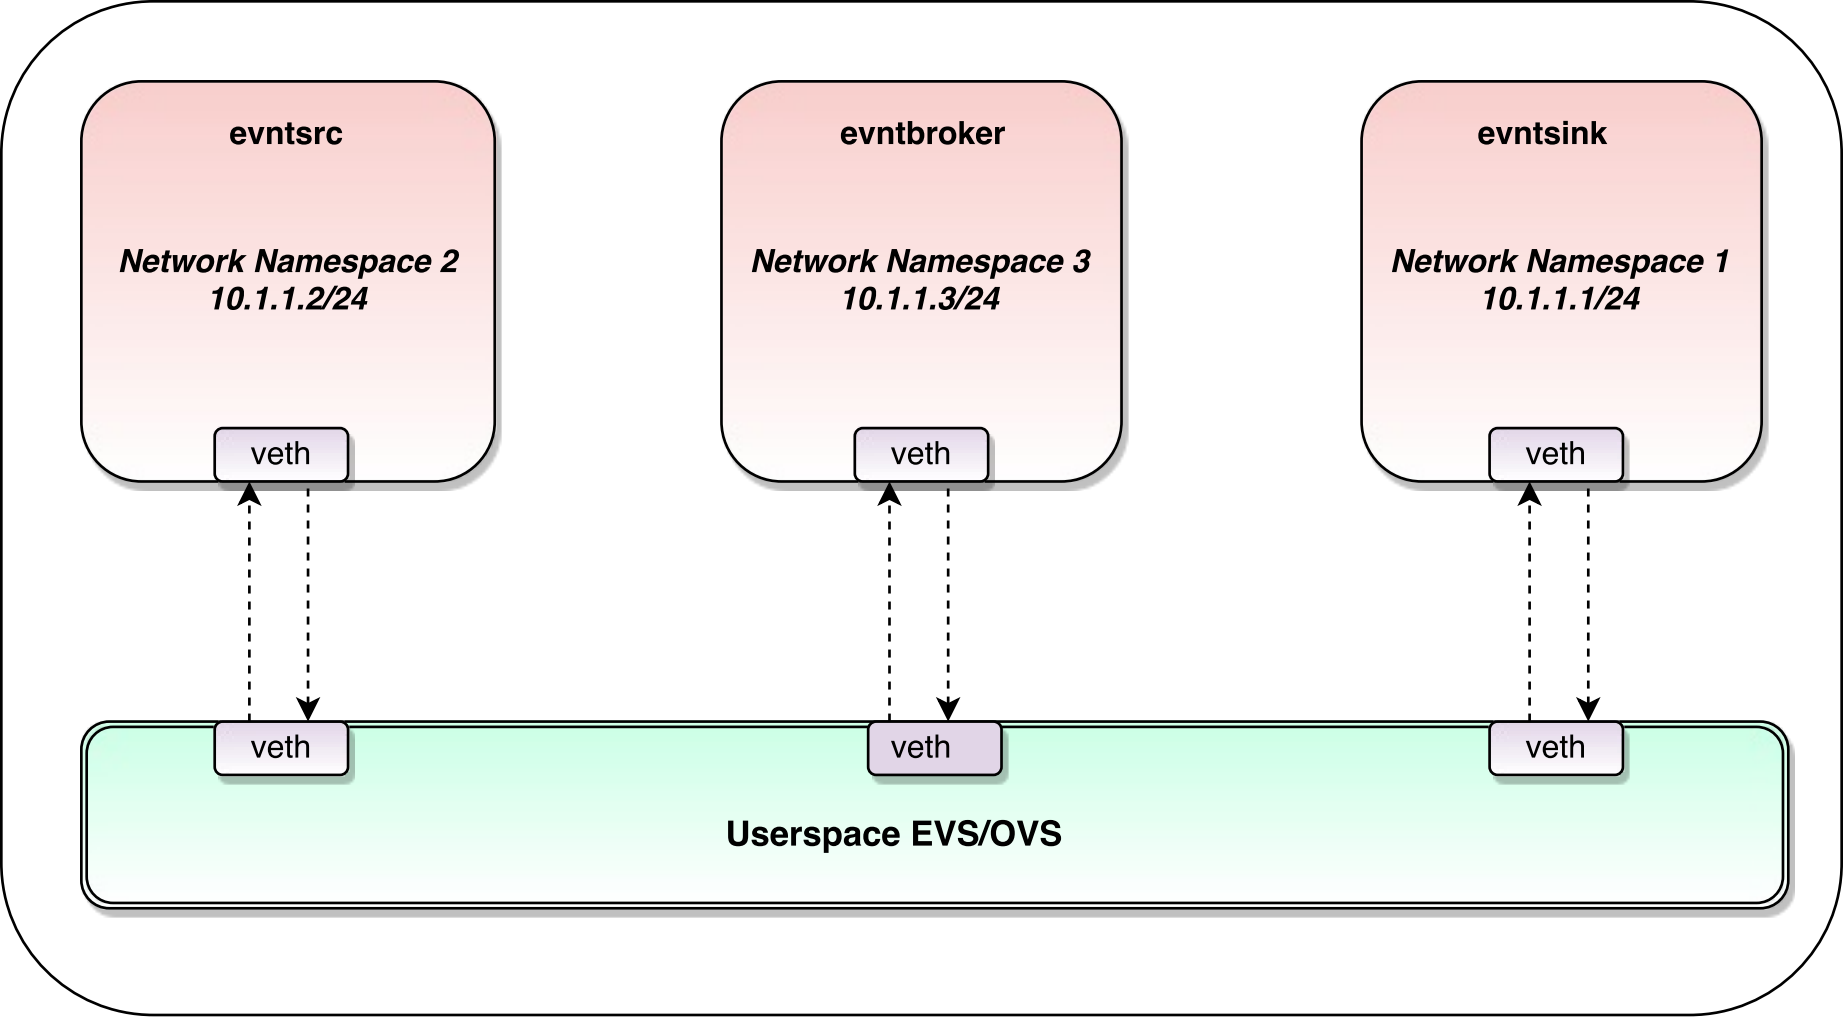 evntsrc
Network Namespace 2
10.1.1.2/24
veth
evntbroker
Network Namespace 3
10.1.1.3/24
veth
evntsink
Network Namespace 1
10.1.1.1/24
veth
veth
veth
veth
Userspace EVS/OVS